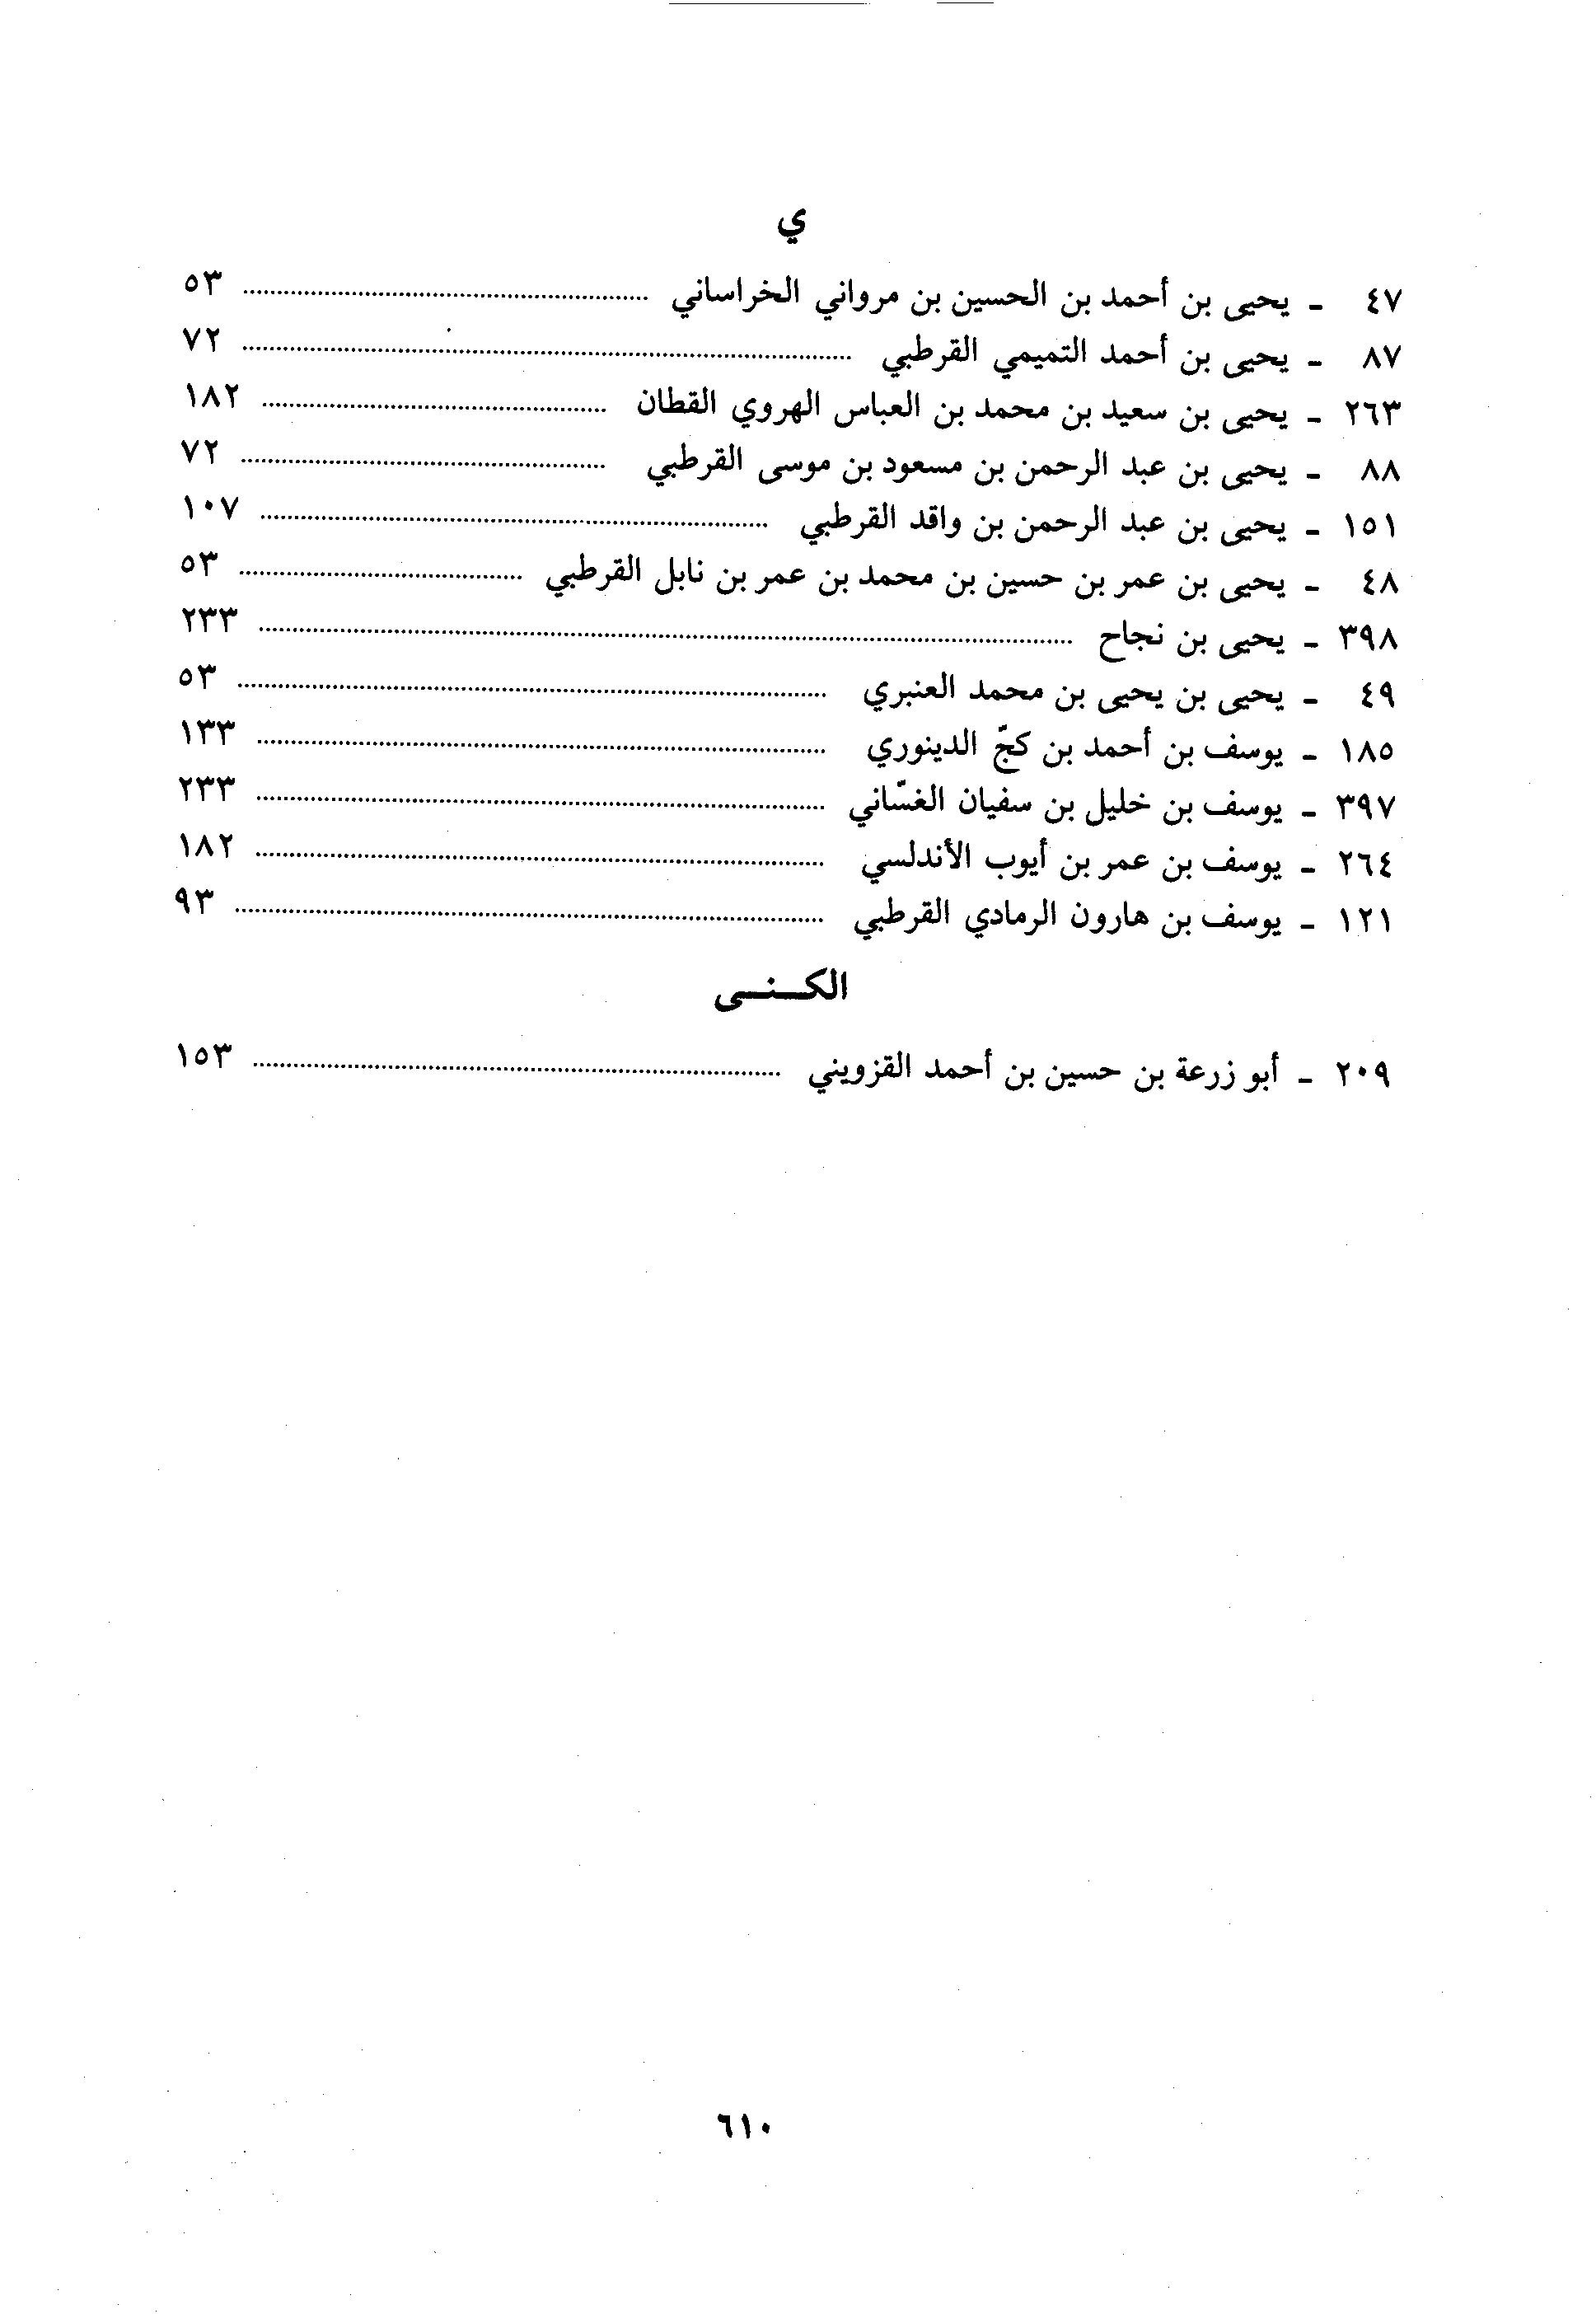 ي
٤٧ - يحيى بن أحمد بن الحسين بن مرواني الخراساني ........ ٥٣
٨٧ - يحيى بن أحمد التميمي القرطبي ........ ٧٢
٢٦٣ - يحيى بن سعيد بن محمد بن العباس الهروي القطان ........ ١٨٢
٨٨ - يحيى بن عبد الرحمن بن مسعود بن موسى القرطبي ........ ٧٢
١٥١ - يحيى بن عبد الرحمن بن واقد القرطبي ........ ١٠٧
٤٨ - يحيى بن عمر بن حسين بن محمد بن عمر بن نابل القرطبي ........ ٥٣
٣٩٨ - يحيى بن نجاح ........ ٢٣٣
٤٩ - يحيى بن يحيى بن محمد العنبري ........ ٥٣
١٨٥ - يوسف بن أحمد بن كجّ الدينوري ........ ١٣٣
٣٩٧ - يوسف بن خليل بن سفيان الغسّاني ........ ٢٣٣
٢٦٤ - يوسف بن عمر بن أيوب الأندلسي ........ ١٨٢
١٢١ - يوسف بن هارون الرمادي القرطبي ........ ٩٣
الكـنـى
٢٠٩ - أبو زرعة بن حسين بن أحمد القزويني ........ ١٥٣
٦١٠